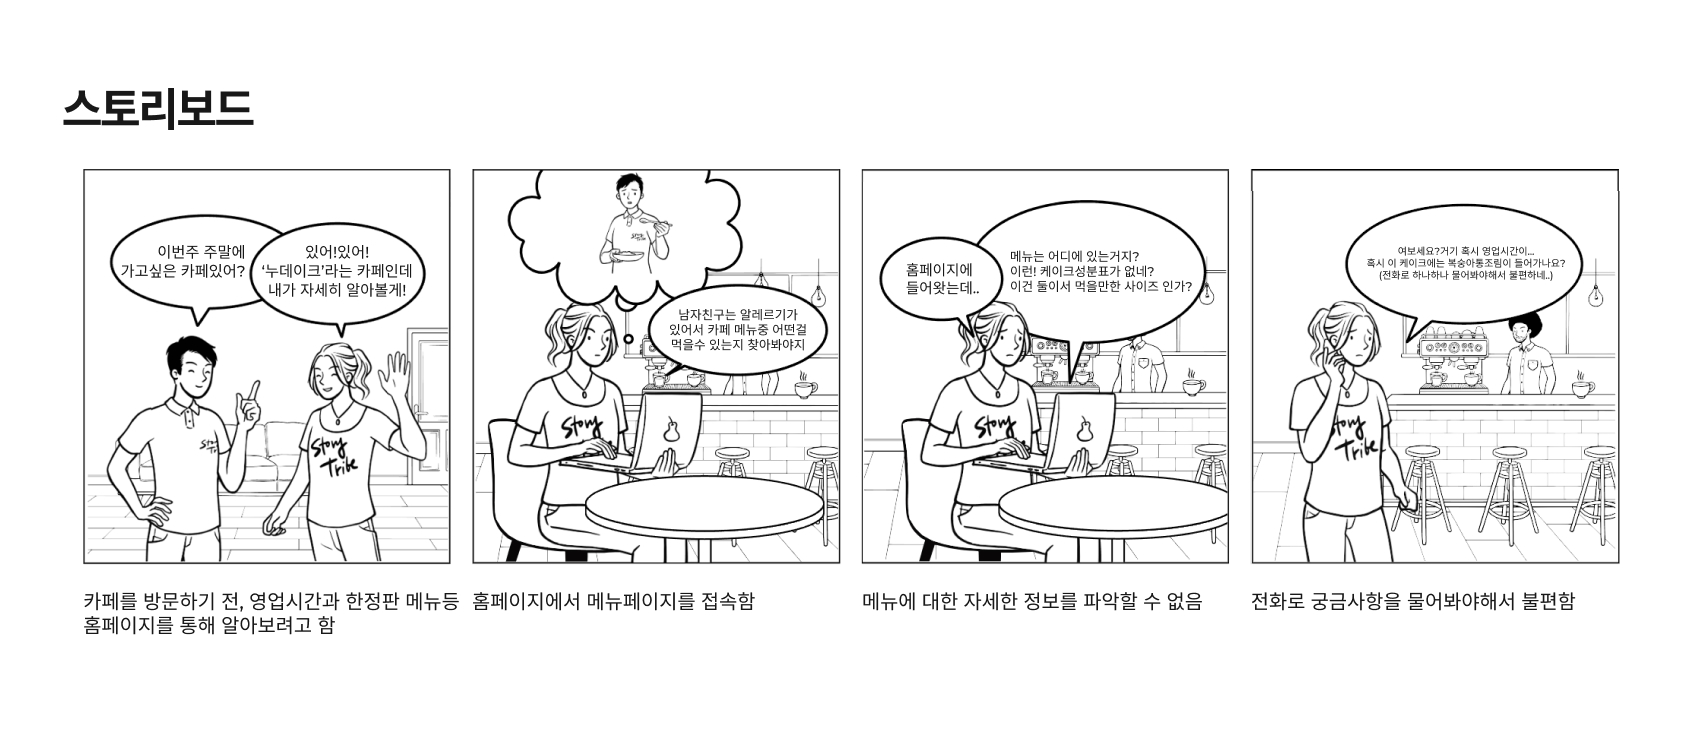 스토리보드
이번주 주말에
가고싶은 카페있어?
있어!있어!
‘누데이크’라는 카페인데
내가 자세히 알아볼게!
Story
Tribe
카페를 방문하기 전, 영업시간과 한정판 메뉴등
홈페이지를 통해 알아보려고 함
남자친구는 알레르기가
있어서 카페 메뉴중 어떤걸
먹을수 있는지 찾아봐야지
Story
홈페이지에서 메뉴페이지를 접속함
홈페이지에
들어왓는데..
메뉴는 어디에 있는거지?
이런! 케이크성분표가 없네?
이건 둘이서 먹을만한 사이즈 인가?
Story
메뉴에 대한 자세한 정보를 파악할 수 없음
여보세요?거기 혹시 영업시간이...
혹시 이 케이크에는 복숭아통조림이 들어가나요?
(전화로 하나하나 물어봐야해서 불편하네..)
Story
Tribe
전화로 궁금사항을 물어봐야해서 불편함